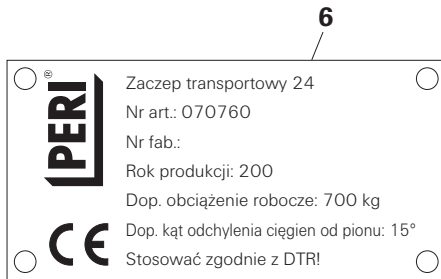 6
PERI®
Zaczep transportowy 24
Nr art.: 070760
Nr fab.:
Rok produkcji: 200
Dop. obciążenie robocze: 700 kg
Dop. kąt odchylenia cięgien od pionu: 15°
CE
Stosować zgodnie z DTR!